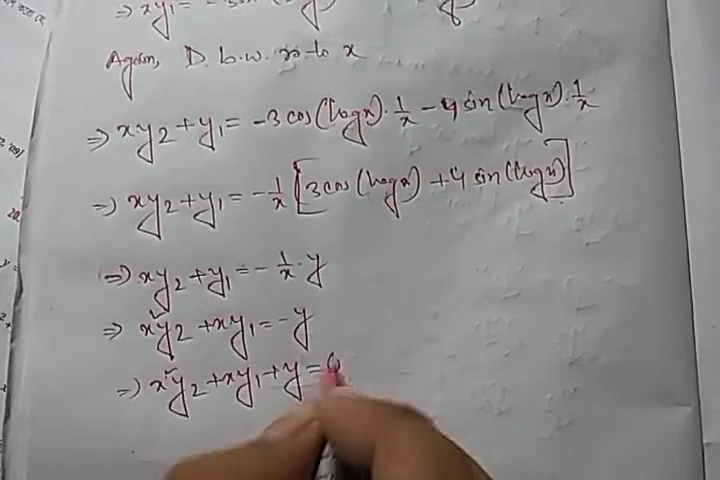 ⇒ xy₁ =
Again, D. b. w. r. to x
⇒ xy₂ + y₁ = -3 cos(log x) · 1/x - 4 sin(log x) · 1/x
⇒ xy₂ + y₁ = -1/x [3 cos(log x) + 4 sin(log x)]
⇒ xy₂ + y₁ = -1/x · y
⇒ x²y₂ + xy₁ = -y
⇒ x²y₂ + xy₁ + y = 0